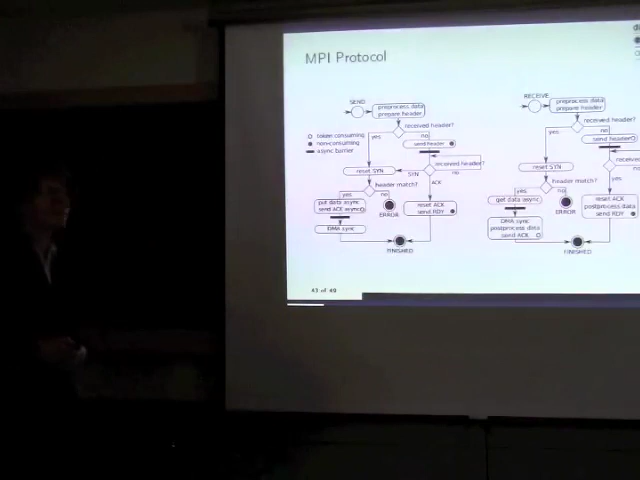 MPI Protocol
SEND
preprocess data
prepare header
received header?
yes
no
token consuming
non-consuming
async barrier
send header
reset SYN
SYN
received header?
no
ACK
header match?
yes
no
put data async
send ACK async
ERROR
reset ACK
send RDY
DMA sync
FINISHED
RECEIVE
preprocess data
prepare header
received header?
yes
no
send header
reset SYN
received
yes
header match?
yes
no
get data async
ERROR
reset ACK
postprocess data
send RDY
DMA sync
postprocess data
send ACK
FINISHED
43 of 49